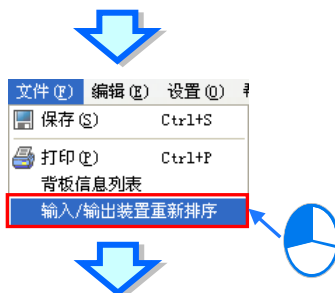 文件(F) 编辑(E) 设置(O)
保存(S) Ctrl+S
打印(P) Ctrl+P
背板信息列表
输入/输出装置重新排序